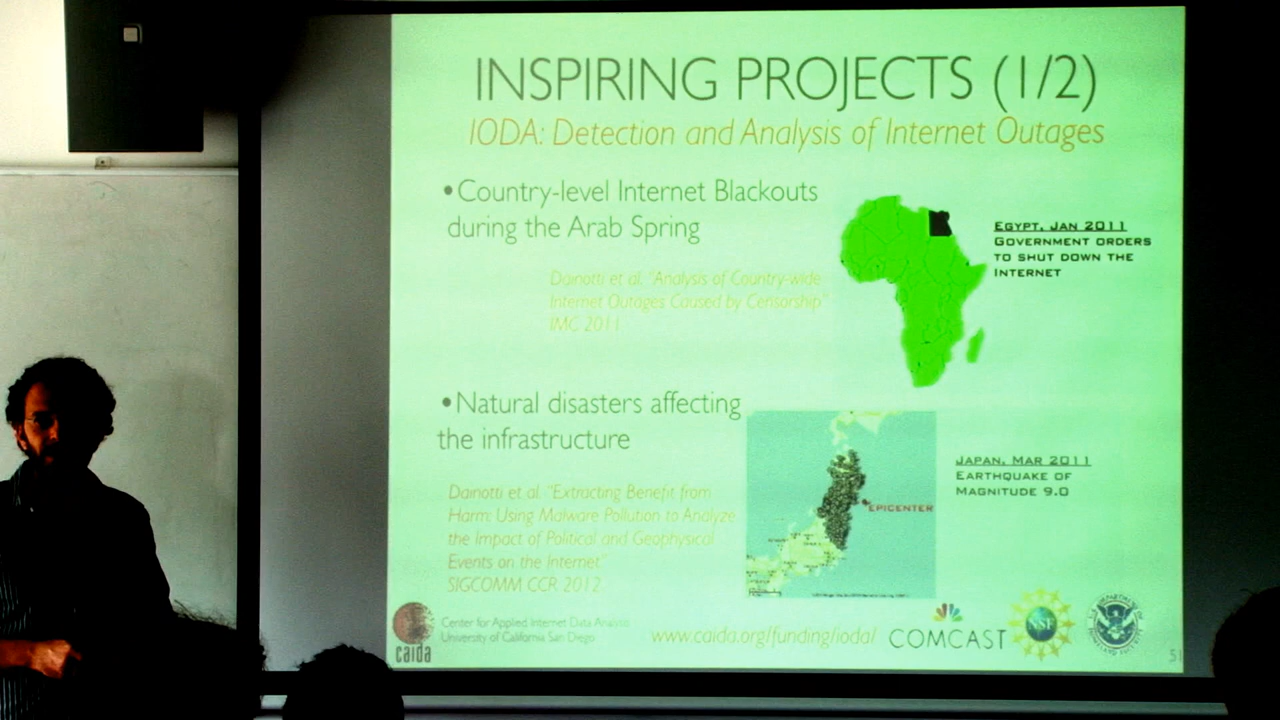 INSPIRING PROJECTS (1/2)
IODA: Detection and Analysis of Internet Outages
•Country-level Internet Blackouts
during the Arab Spring
EGYPT, JAN 2011
GOVERNMENT ORDERS
TO SHUT DOWN THE
INTERNET
Dainotti et al. "Analysis of Country-wide
Internet Outages Caused by Censorship"
IMC 2011
•Natural disasters affecting
the infrastructure
JAPAN, MAR 2011
EARTHQUAKE OF
MAGNITUDE 9.0
EPICENTER
Dainotti et al. "Extracting Benefit from
Harm: Using Malware Pollution to Analyze
the Impact of Political and Geophysical
Events on the Internet"
SIGCOMM CCR 2012
caida
Center for Applied Internet Data Analysis
University of California San Diego
www.caida.org/funding/ioda/
COMCAST
NSF
51